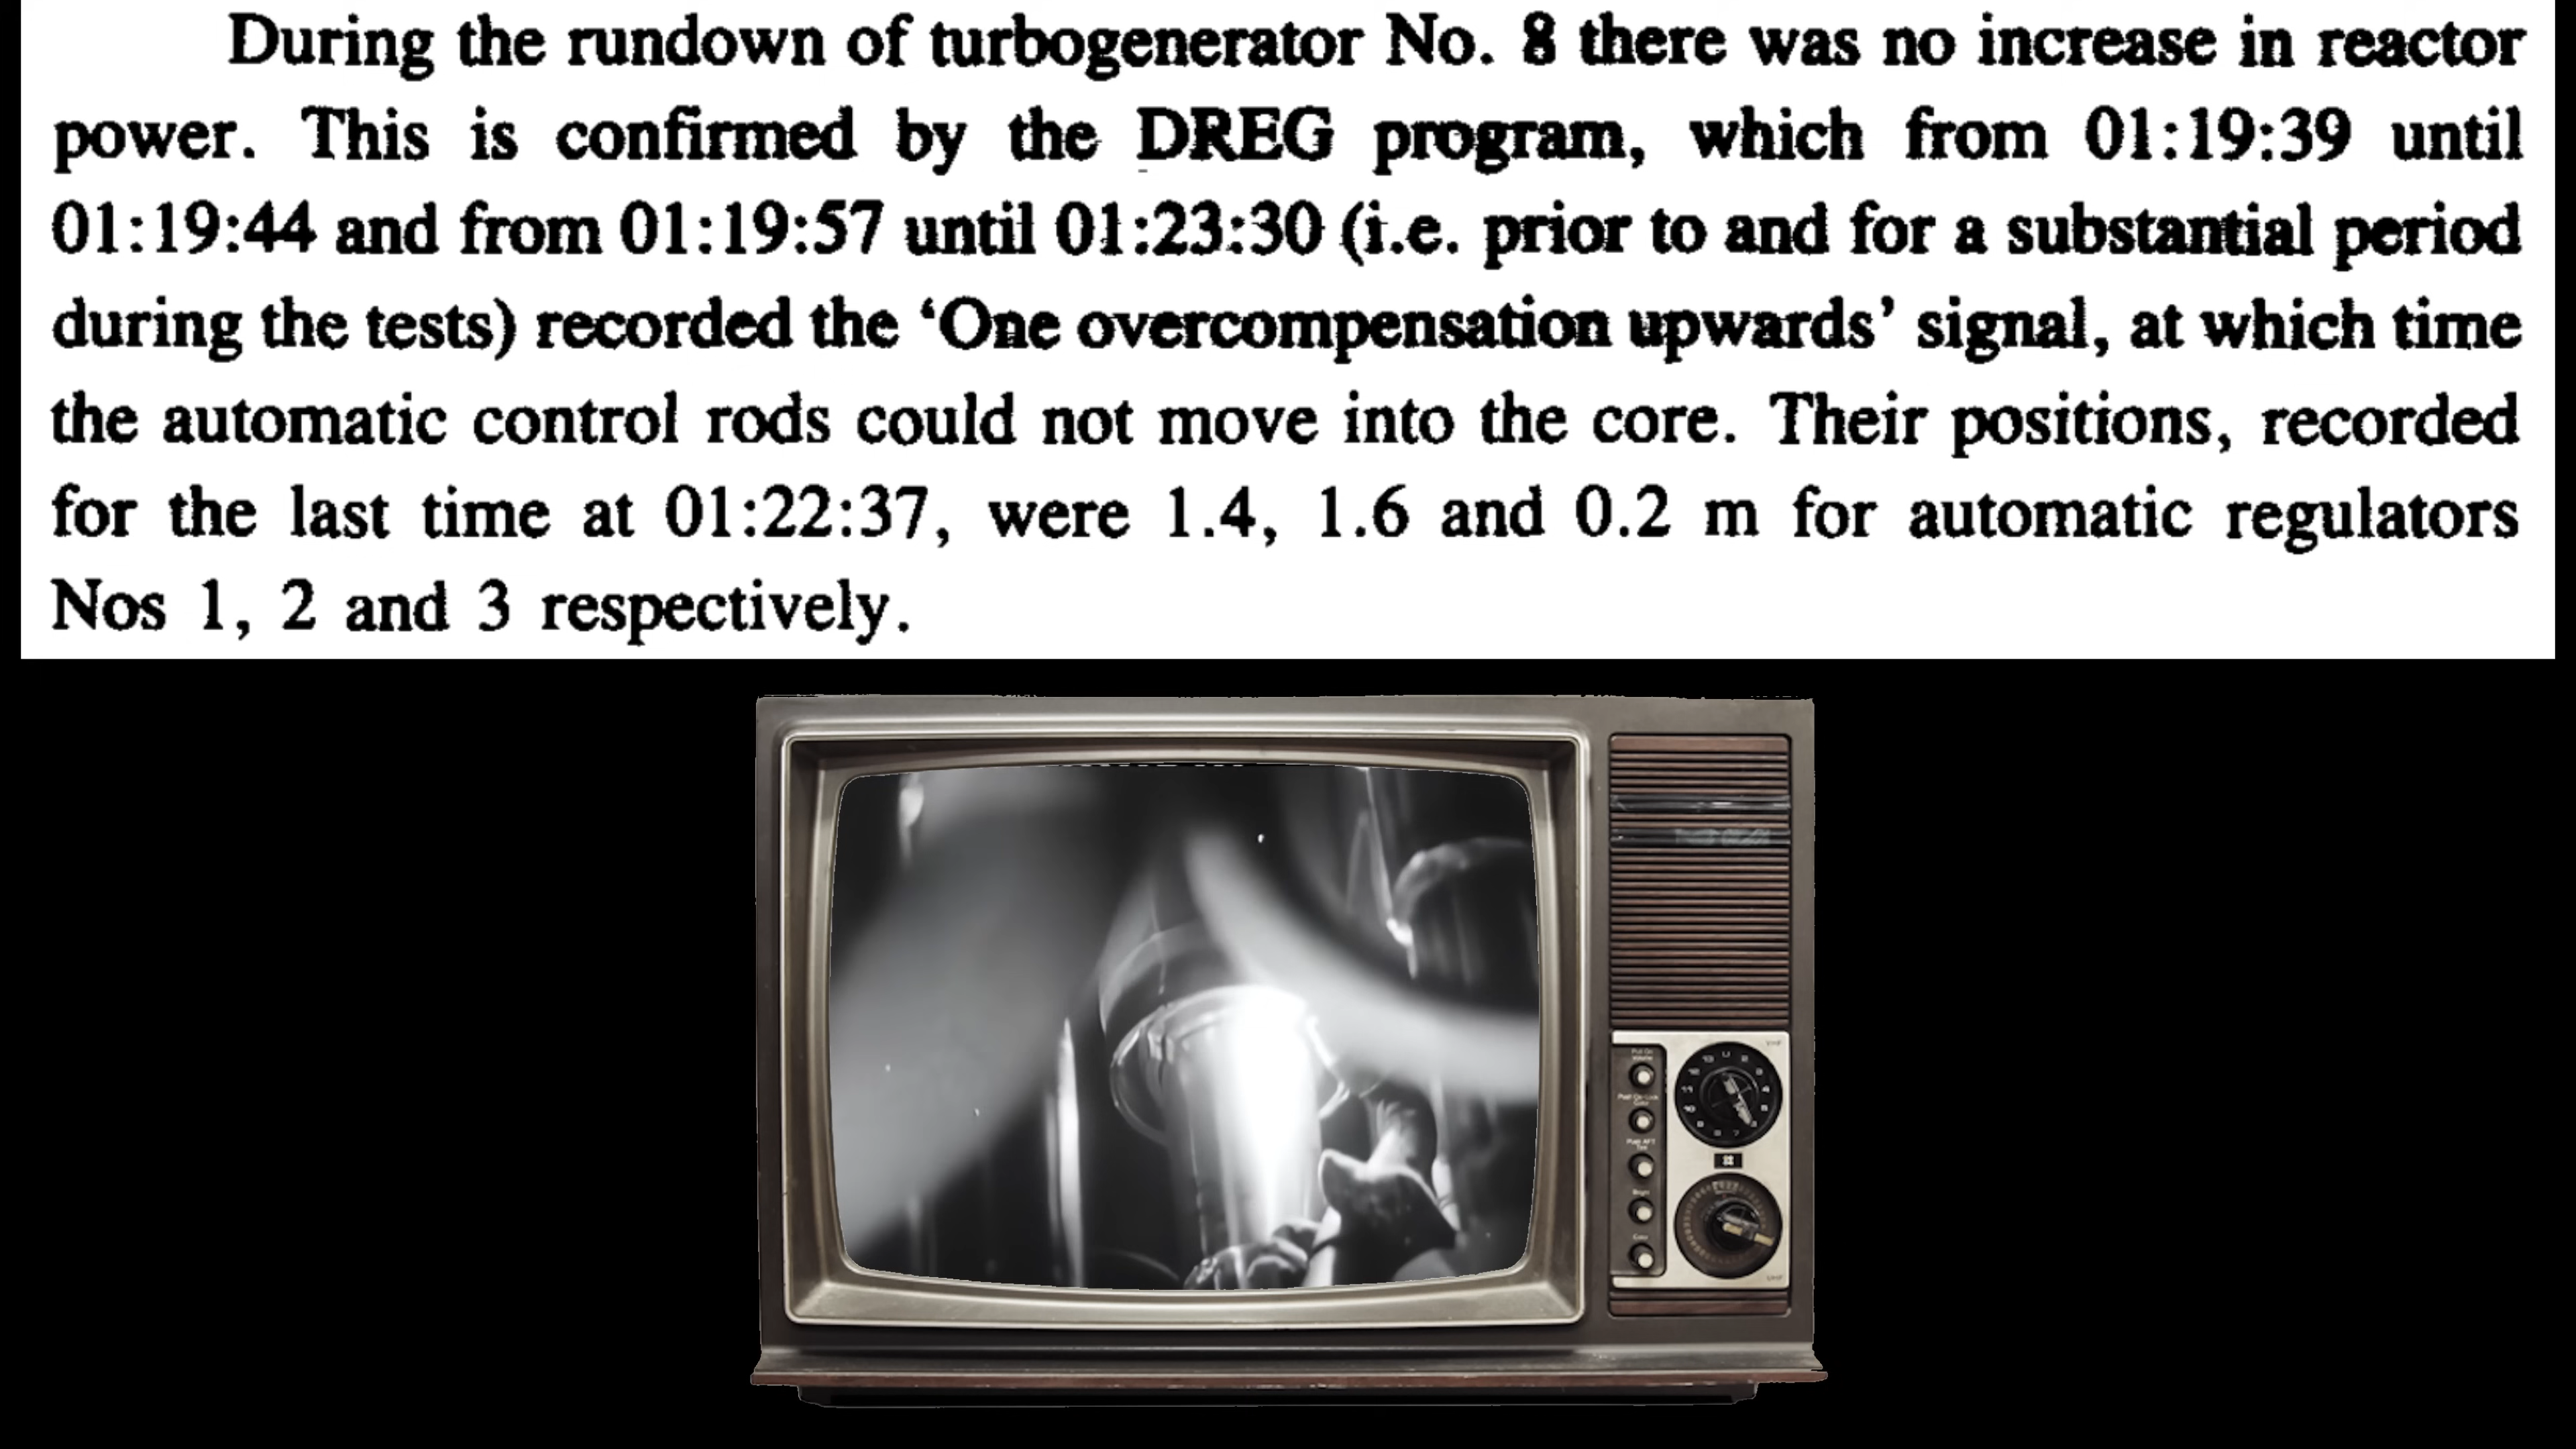 During the rundown of turbogenerator No. 8 there was no increase in reactor
power. This is confirmed by the DREG program, which from 01:19:39 until
01:19:44 and from 01:19:57 until 01:23:30 (i.e. prior to and for a substantial period
during the tests) recorded the ‘One overcompensation upwards’ signal, at which time
the automatic control rods could not move into the core. Their positions, recorded
for the last time at 01:22:37, were 1.4, 1.6 and 0.2 m for automatic regulators
Nos 1, 2 and 3 respectively.
VHF
UHF